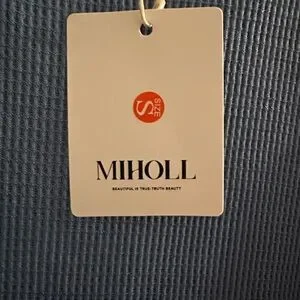 SIZE
S
MIHOLL
BEAUTIFUL IS TRUE·TRUTH BEAUTY